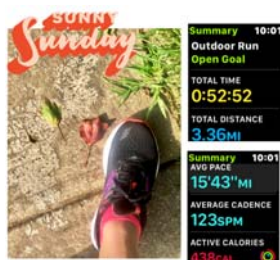 SUNNY
Sunday
Summary 10:01
Outdoor Run
Open Goal
TOTAL TIME
0:52:52
TOTAL DISTANCE
3.36MI
Summary 10:01
AVG PACE
15'43"MI
AVERAGE CADENCE
123SPM
ACTIVE CALORIES
438CAL